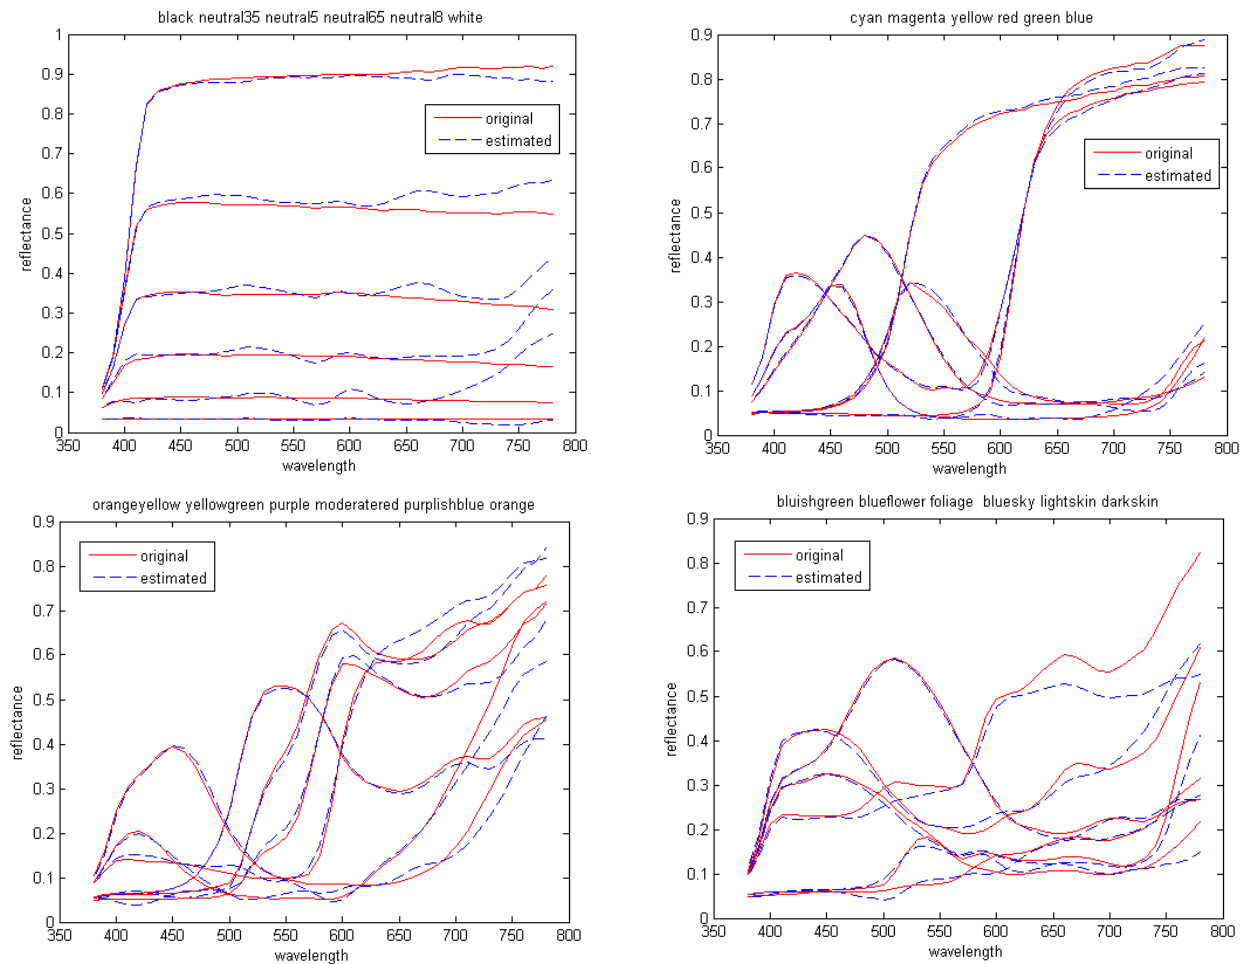 black neutral35 neutral5 neutral65 neutral8 white
1
0.9
0.8
0.7
0.6
0.5
0.4
0.3
0.2
0.1
0
reflectance
original
estimated
350 400 450 500 550 600 650 700 750 800
wavelength
cyan magenta yellow red green blue
0.9
0.8
0.7
0.6
0.5
0.4
0.3
0.2
0.1
0
reflectance
original
estimated
350 400 450 500 550 600 650 700 750 800
wavelength
orangeyellow yellowgreen purple moderatered purplishblue orange
0.9
0.8
0.7
0.6
0.5
0.4
0.3
0.2
0.1
0
reflectance
original
estimated
350 400 450 500 550 600 650 700 750 800
wavelength
bluishgreen blueflower foliage bluesky lightskin darkskin
0.9
0.8
0.7
0.6
0.5
0.4
0.3
0.2
0.1
0
reflectance
original
estimated
350 400 450 500 550 600 650 700 750 800
wavelength